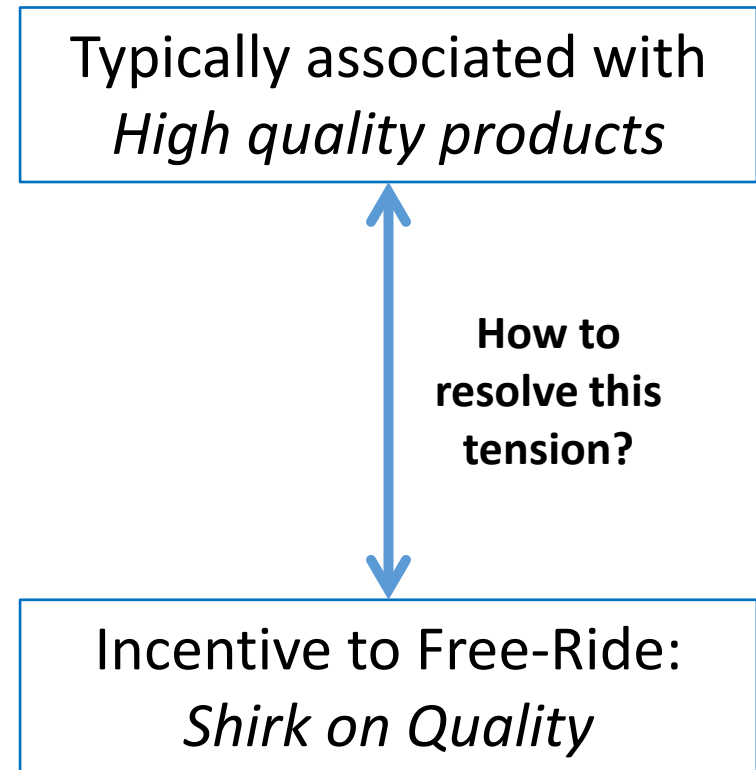 Typically associated with
High quality products
How to
resolve this
tension?
Incentive to Free-Ride:
Shirk on Quality